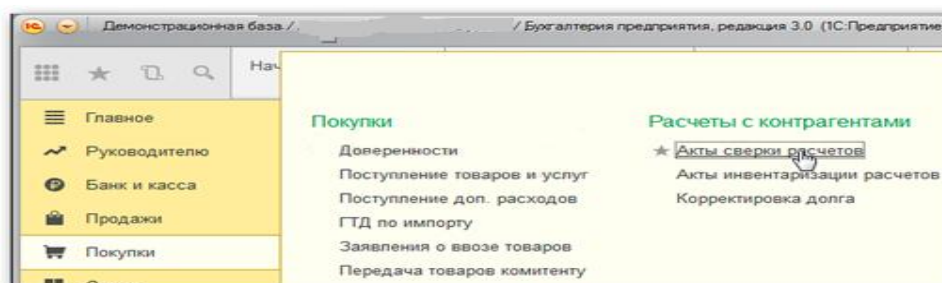 1С Демонстрационная база / / Бухгалтерия предприятия, редакция 3.0 (1С:Предприятие
Нач
Главное
Руководителю
Банк и касса
Продажи
Покупки
Покупки
Доверенности
Поступление товаров и услуг
Поступление доп. расходов
ГТД по импорту
Заявления о ввозе товаров
Передача товаров комитенту
Расчеты с контрагентами
Акты сверки расчетов
Акты инвентаризации расчетов
Корректировка долга